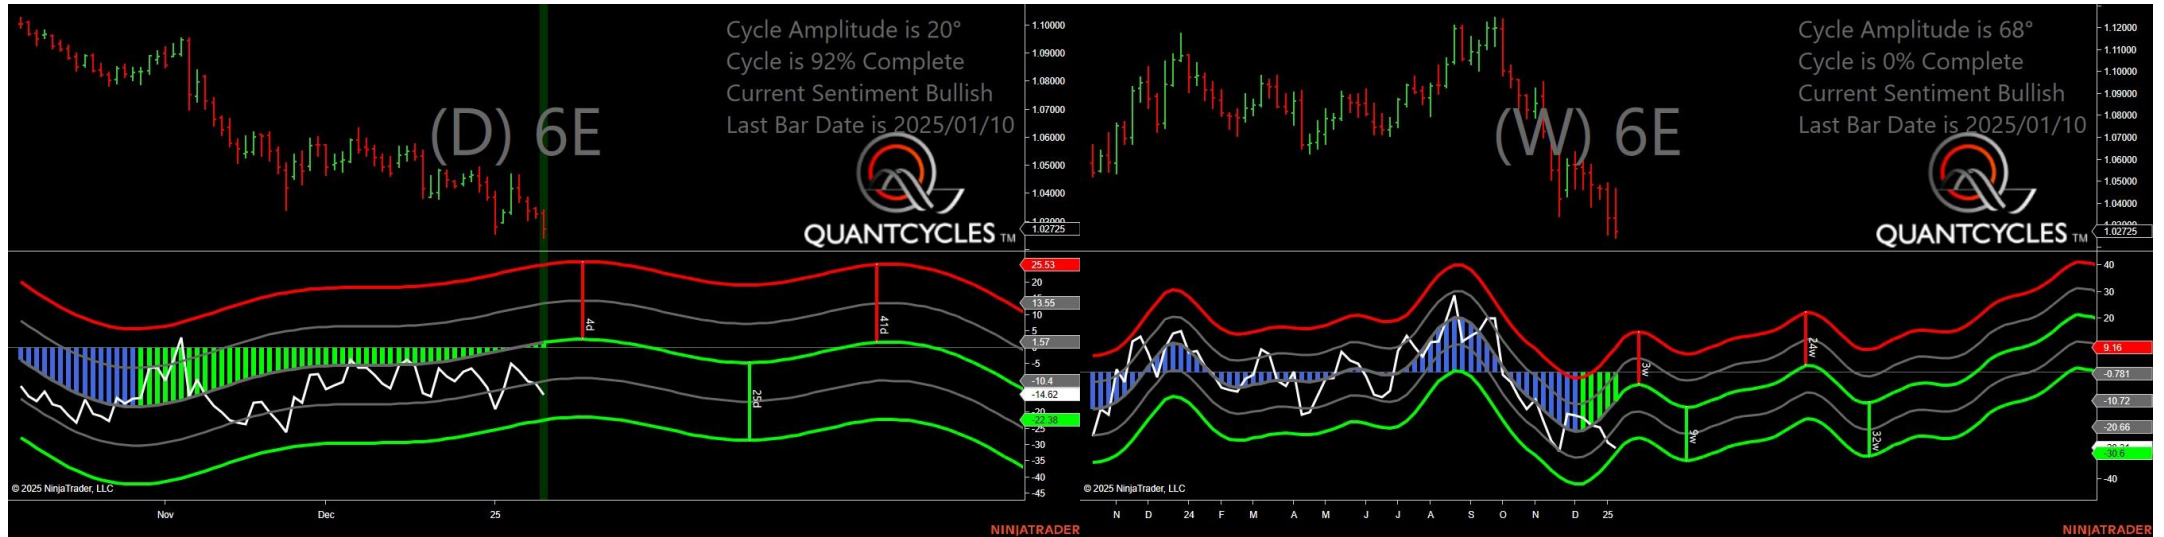 Cycle Amplitude is 20°
Cycle is 92% Complete
Current Sentiment Bullish
Last Bar Date is 2025/01/10
(D) 6E
QUANTCYCLES TM
1.10000
1.09000
1.08000
1.07000
1.06000
1.05000
1.04000
1.02725
25.53
20
13.55
10
5
1.57
-5
-10.4
-14.62
-20
-22.38
-25
-30
-35
-40
-45
4d
25d
41d
© 2025 NinjaTrader, LLC
Nov
Dec
25
NINJATRADER
Cycle Amplitude is 68°
Cycle is 0% Complete
Current Sentiment Bullish
Last Bar Date is 2025/01/10
(W) 6E
QUANTCYCLES TM
1.12000
1.11000
1.10000
1.09000
1.08000
1.07000
1.06000
1.05000
1.04000
1.02725
40
30
20
9.16
-0.781
-10.72
-20.66
-30.6
-40
3w
9w
24w
32w
© 2025 NinjaTrader, LLC
N D 24 F M A M J J A S O N D 25
NINJATRADER